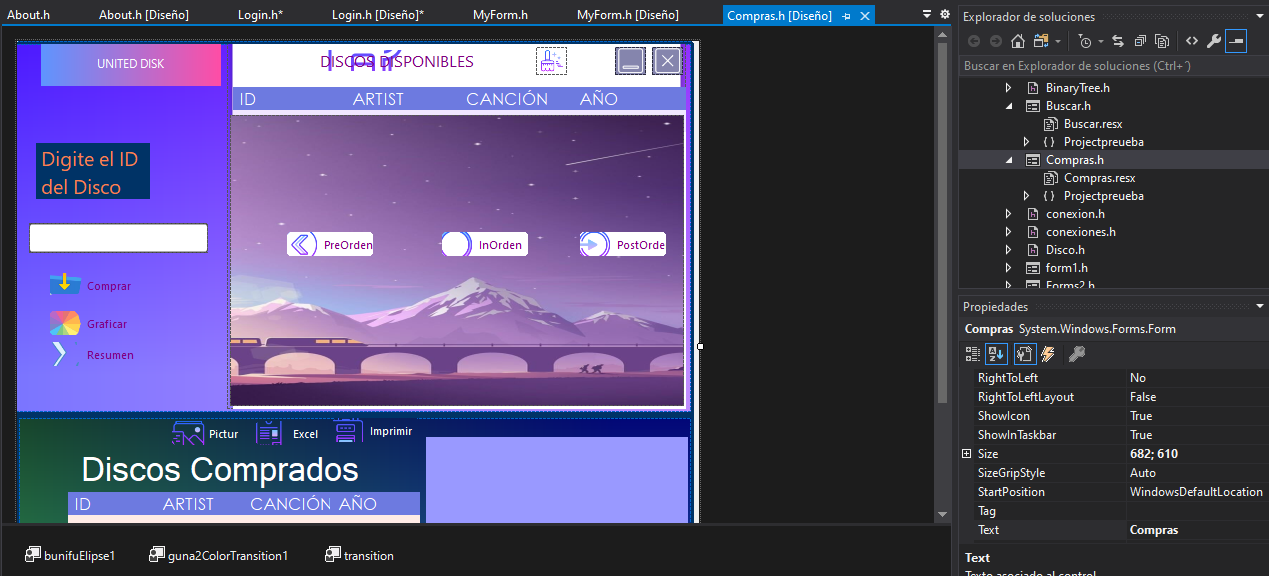 About.h About.h [Diseño] Login.h* Login.h [Diseño]* MyForm.h MyForm.h [Diseño] Compras.h [Diseño]
UNITED DISK
DISCOS DISPONIBLES
ID ARTIST CANCIÓN AÑO
Digite el ID
del Disco
PreOrden InOrden PostOrde
Comprar
Graficar
Resumen
Pictur Excel Imprimir
Discos Comprados
ID ARTIST CANCIÓN AÑO
bunifuElipse1 guna2ColorTransition1 transition
Explorador de soluciones
Buscar en Explorador de soluciones (Ctrl+´)
BinaryTree.h
Buscar.h
Buscar.resx
{ } Projectpreueba
Compras.h
Compras.resx
{ } Projectpreueba
conexion.h
conexiones.h
Disco.h
form1.h
Forms2.h
Propiedades
Compras System.Windows.Forms.Form
RightToLeft No
RightToLeftLayout False
ShowIcon True
ShowInTaskbar True
Size 682; 610
SizeGripStyle Auto
StartPosition WindowsDefaultLocation
Tag
Text Compras
Text
Texto asociado al control